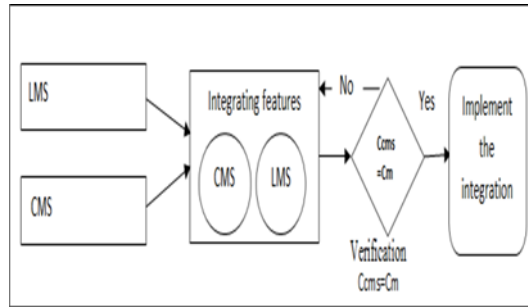 LMS
CMS
Integrating features
CMS
LMS
No
Ccms
=Cm
Verification
Ccms=Cm
Yes
Implement
the
integration